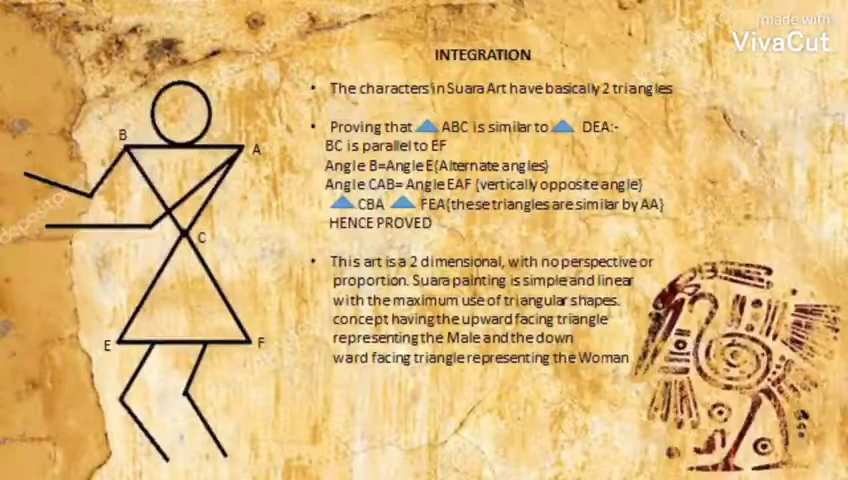 made with
VivaCut
INTEGRATION
• The characters in Suara Art have basically 2 triangles
• Proving that ABC is similar to DEA:-
BC is parallel to EF
Angle B=Angle E{Alternate angles}
Angle CAB= Angle EAF {vertically opposite angle}
CBA FEA{these triangles are similar by AA}
HENCE PROVED
• This art is a 2 dimensional, with no perspective or
proportion. Suara painting is simple and linear
with the maximum use of triangular shapes.
concept having the upward facing triangle
representing the Male and the down
ward facing triangle representing the Woman
B
A
C
E
F